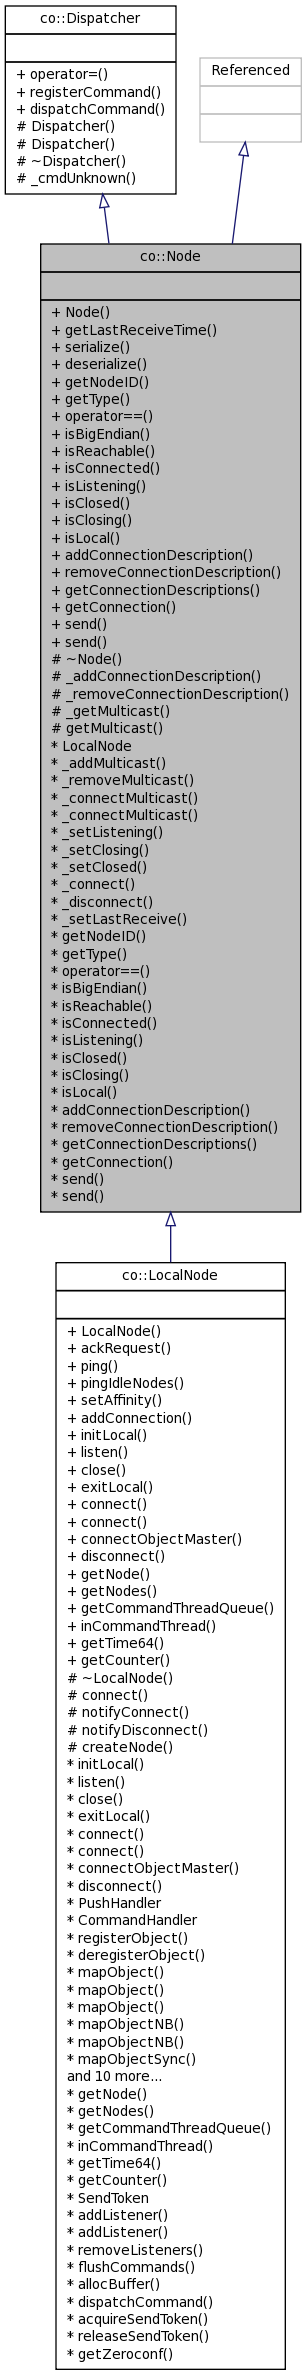 co::Dispatcher
+ operator=()
+ registerCommand()
+ dispatchCommand()
# Dispatcher()
# Dispatcher()
# ~Dispatcher()
# _cmdUnknown()
Referenced
co::Node
+ Node()
+ getLastReceiveTime()
+ serialize()
+ deserialize()
+ getNodeID()
+ getType()
+ operator==()
+ isBigEndian()
+ isReachable()
+ isConnected()
+ isListening()
+ isClosed()
+ isClosing()
+ isLocal()
+ addConnectionDescription()
+ removeConnectionDescription()
+ getConnectionDescriptions()
+ getConnection()
+ send()
+ send()
# ~Node()
# _addConnectionDescription()
# _removeConnectionDescription()
# _getMulticast()
# getMulticast()
* LocalNode
* _addMulticast()
* _removeMulticast()
* _connectMulticast()
* _connectMulticast()
* _setListening()
* _setClosing()
* _setClosed()
* _connect()
* _disconnect()
* _setLastReceive()
* getNodeID()
* getType()
* operator==()
* isBigEndian()
* isReachable()
* isConnected()
* isListening()
* isClosed()
* isClosing()
* isLocal()
* addConnectionDescription()
* removeConnectionDescription()
* getConnectionDescriptions()
* getConnection()
* send()
* send()
co::LocalNode
+ LocalNode()
+ ackRequest()
+ ping()
+ pingIdleNodes()
+ setAffinity()
+ addConnection()
+ initLocal()
+ listen()
+ close()
+ exitLocal()
+ connect()
+ connect()
+ connectObjectMaster()
+ disconnect()
+ getNode()
+ getNodes()
+ getCommandThreadQueue()
+ inCommandThread()
+ getTime64()
+ getCounter()
# ~LocalNode()
# connect()
# notifyConnect()
# notifyDisconnect()
# createNode()
* initLocal()
* listen()
* close()
* exitLocal()
* connect()
* connect()
* connectObjectMaster()
* disconnect()
* PushHandler
* CommandHandler
* registerObject()
* deregisterObject()
* mapObject()
* mapObject()
* mapObject()
* mapObjectNB()
* mapObjectNB()
* mapObjectSync()
and 10 more...
* getNode()
* getNodes()
* getCommandThreadQueue()
* inCommandThread()
* getTime64()
* getCounter()
* SendToken
* addListener()
* addListener()
* removeListeners()
* flushCommands()
* allocBuffer()
* dispatchCommand()
* acquireSendToken()
* releaseSendToken()
* getZeroconf()